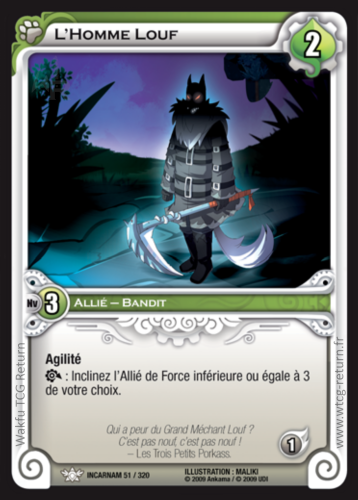 L'Homme Louf
2
Nv 3
Allié – Bandit
Agilité
: Inclinez l'Allié de Force inférieure ou égale à 3
de votre choix.
Qui a peur du Grand Méchant Louf ?
C'est pas nouf, c'est pas nouf !
– Les Trois Petits Porkass.
1
INCARNAM 51 / 320
ILLUSTRATION : MALIKI
© 2009 Ankama / © 2009 UDI
Wakfu TCG Return
www.wtcg-return.fr